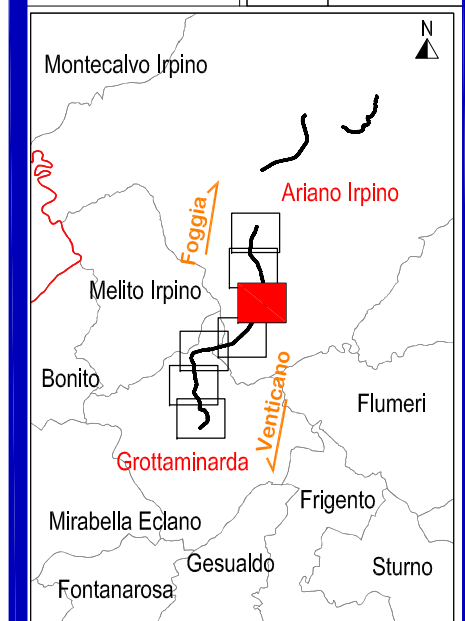 N
Montecalvo Irpino
Ariano Irpino
Foggia
Melito Irpino
Bonito
Venticano
Flumeri
Grottaminarda
Frigento
Mirabella Eclano
Gesualdo
Sturno
Fontanarosa